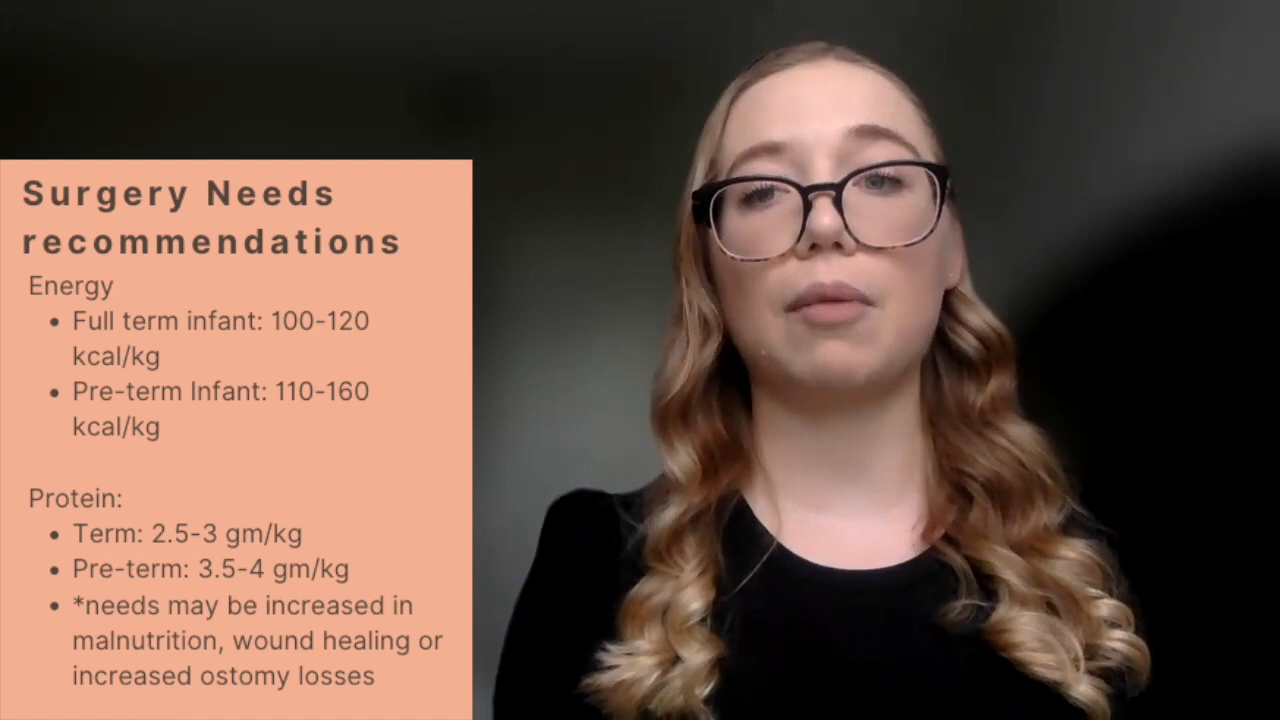 Surgery Needs
recommendations
Energy
• Full term infant: 100-120
kcal/kg
• Pre-term Infant: 110-160
kcal/kg
Protein:
• Term: 2.5-3 gm/kg
• Pre-term: 3.5-4 gm/kg
• *needs may be increased in
malnutrition, wound healing or
increased ostomy losses